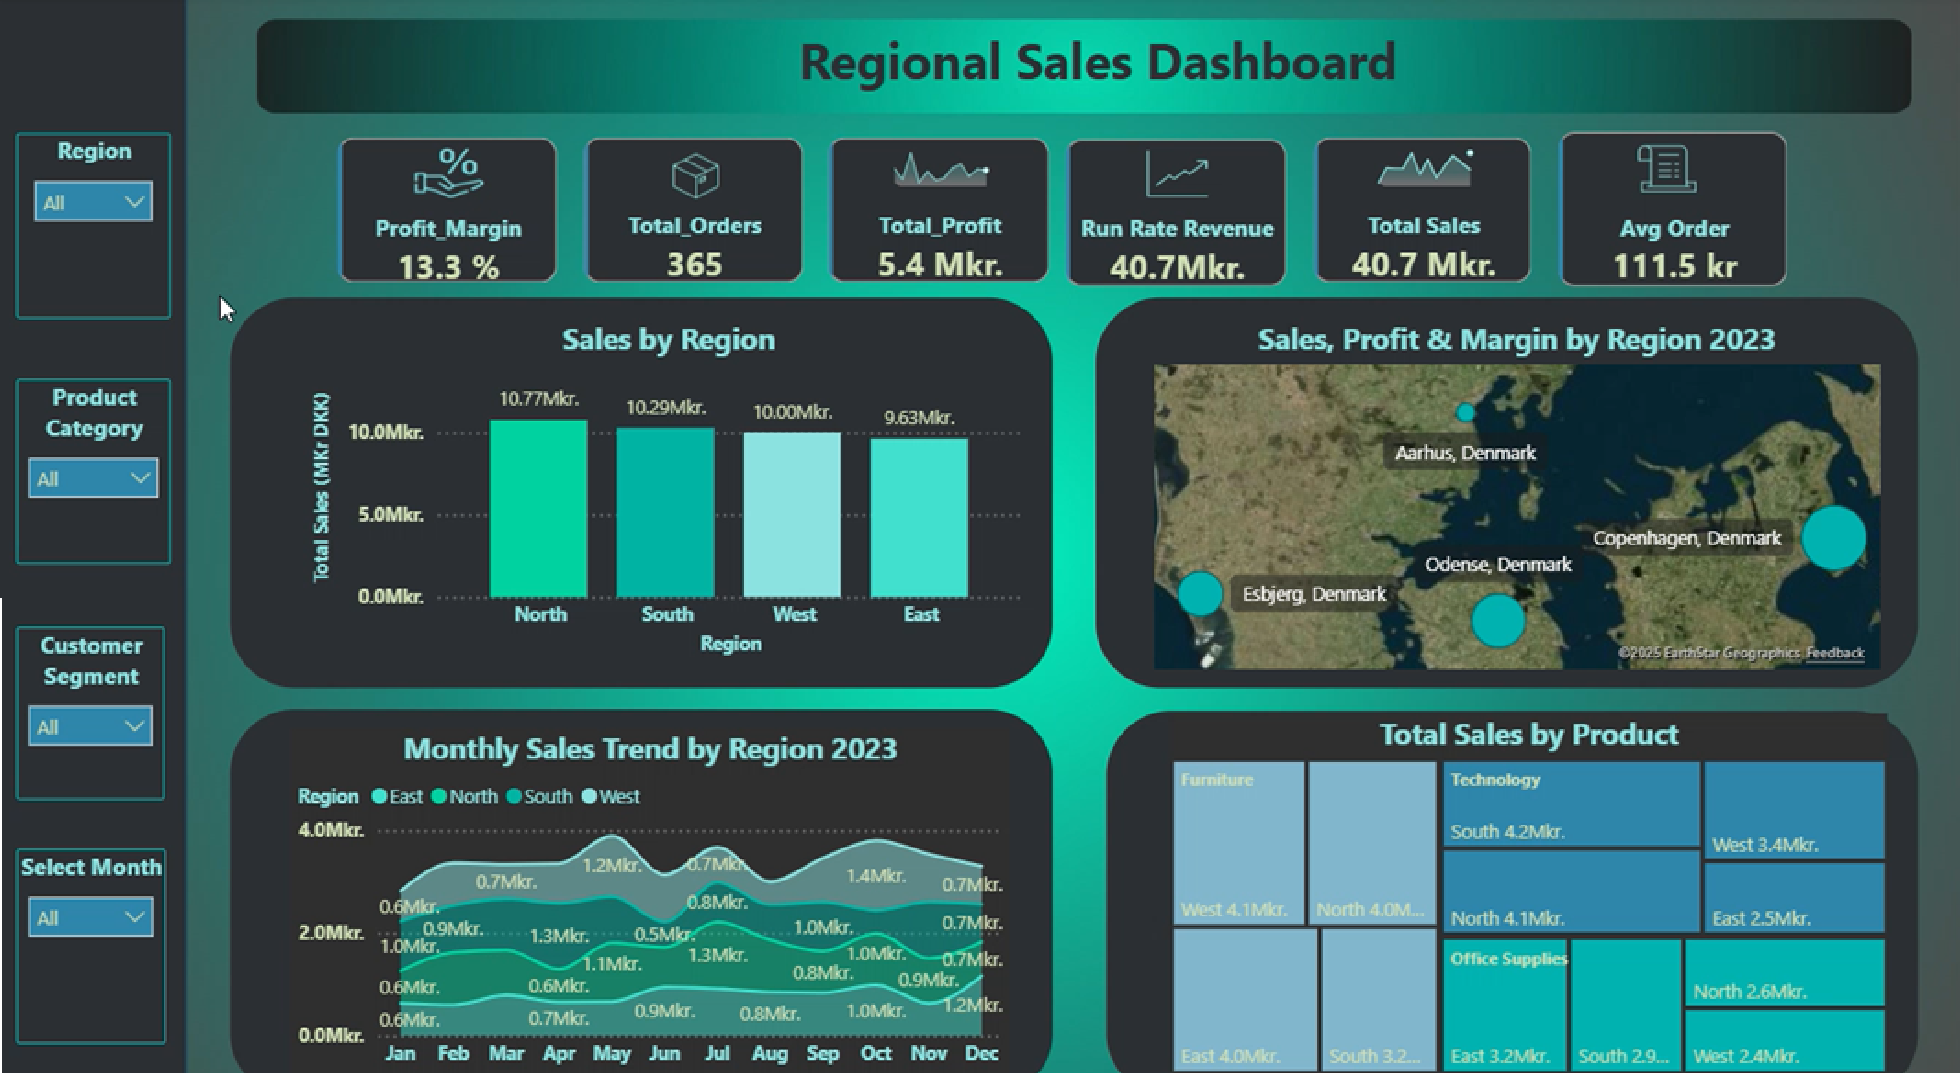 Regional Sales Dashboard
Region
All
Product
Category
All
Customer
Segment
All
Select Month
All
Profit_Margin
13.3 %
Total_Orders
365
Total_Profit
5.4 Mkr.
Run Rate Revenue
40.7Mkr.
Total Sales
40.7 Mkr.
Avg Order
111.5 kr
Sales by Region
Total Sales (MKr DKK)
10.0Mkr.
5.0Mkr.
0.0Mkr.
10.77Mkr.
10.29Mkr.
10.00Mkr.
9.63Mkr.
North
South
West
East
Region
Sales, Profit & Margin by Region 2023
Aarhus, Denmark
Copenhagen, Denmark
Odense, Denmark
Esbjerg, Denmark
©2025 EarthStar Geographics Feedback
Monthly Sales Trend by Region 2023
Region East North South West
4.0Mkr.
2.0Mkr.
0.0Mkr.
0.6Mkr.
0.7Mkr.
1.2Mkr.
0.7Mkr.
1.4Mkr.
0.7Mkr.
1.0Mkr.
0.9Mkr.
1.3Mkr.
0.5Mkr.
0.8Mkr.
1.0Mkr.
0.7Mkr.
0.6Mkr.
0.6Mkr.
1.1Mkr.
1.3Mkr.
0.8Mkr.
1.0Mkr.
0.9Mkr.
0.7Mkr.
0.6Mkr.
0.7Mkr.
0.9Mkr.
0.8Mkr.
1.0Mkr.
1.2Mkr.
Jan Feb Mar Apr May Jun Jul Aug Sep Oct Nov Dec
Total Sales by Product
Furniture
West 4.1Mkr.
North 4.0M...
East 4.0Mkr.
South 3.2...
Technology
South 4.2Mkr.
North 4.1Mkr.
West 3.4Mkr.
East 2.5Mkr.
Office Supplies
East 3.2Mkr.
South 2.9...
North 2.6Mkr.
West 2.4Mkr.